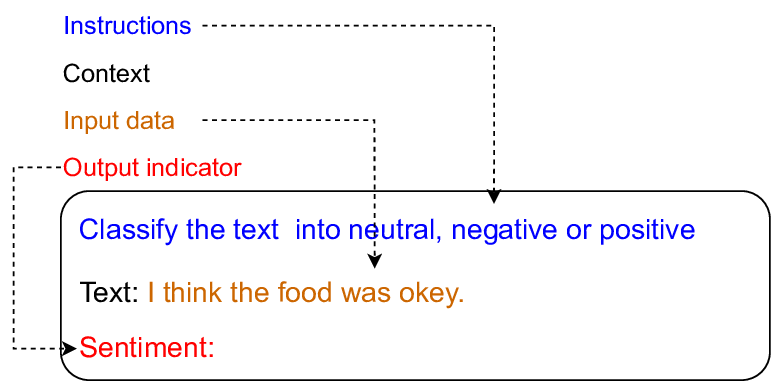 Instructions
Context
Input data
Output indicator
Classify the text  into neutral, negative or positive
Text: I think the food was okey.
Sentiment: